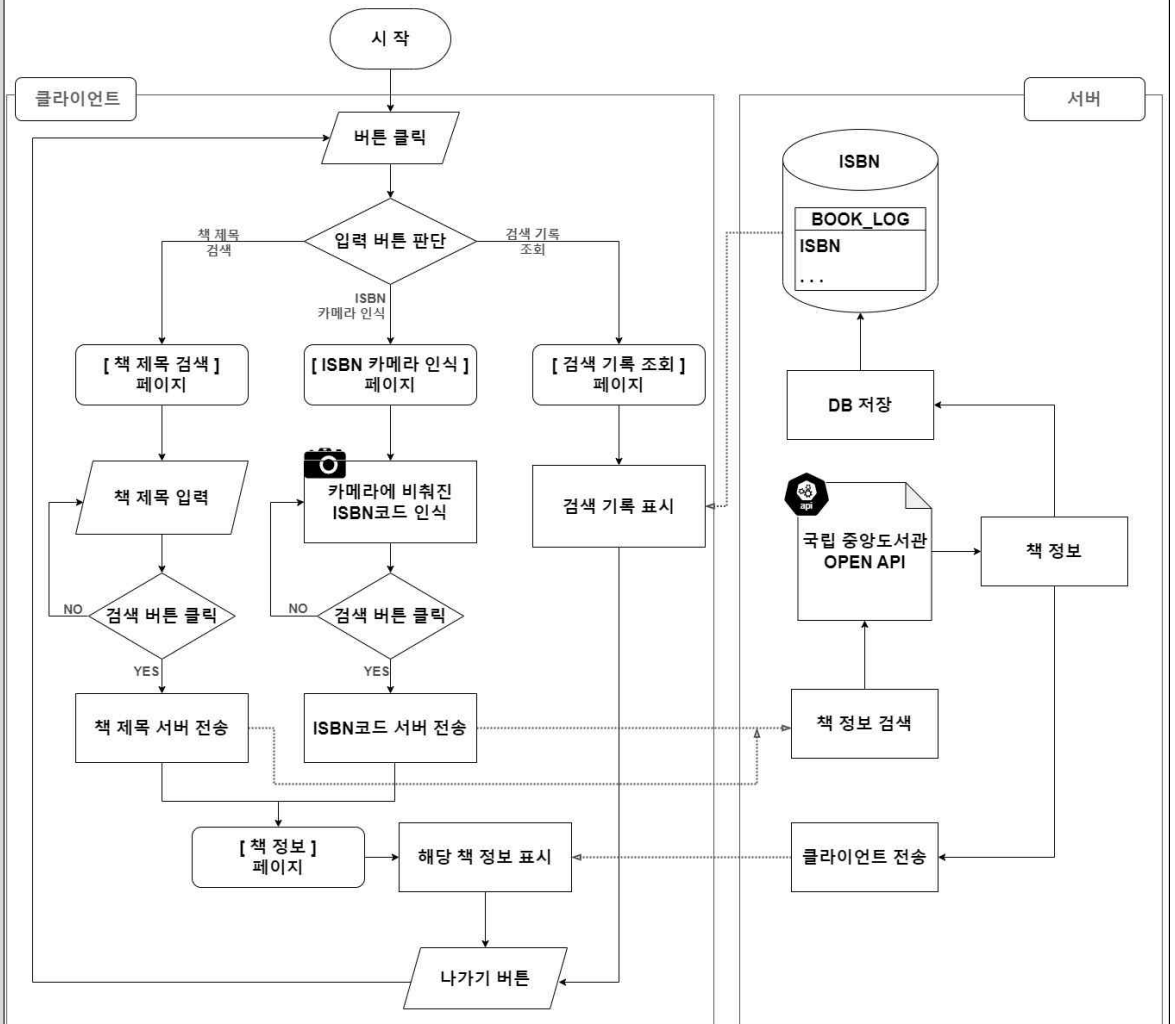 시 작
클라이언트
서버
버튼 클릭
입력 버튼 판단
책 제목
검색
검색 기록
조회
ISBN
카메라 인식
[ 책 제목 검색 ]
페이지
[ ISBN 카메라 인식 ]
페이지
[ 검색 기록 조회 ]
페이지
책 제목 입력
카메라에 비춰진
ISBN코드 인식
검색 기록 표시
검색 버튼 클릭
NO
YES
검색 버튼 클릭
NO
YES
책 제목 서버 전송
ISBN코드 서버 전송
[ 책 정보 ]
페이지
해당 책 정보 표시
나가기 버튼
ISBN
BOOK_LOG
ISBN
. . .
DB 저장
api
국립 중앙도서관
OPEN API
책 정보
책 정보 검색
클라이언트 전송